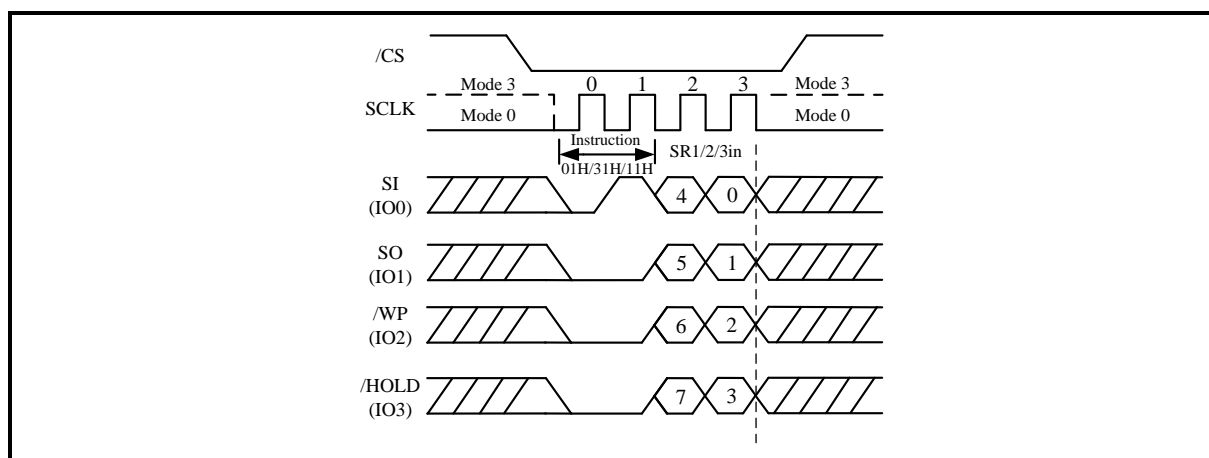 /CS
Mode 3 0 1 2 3 Mode 3
SCLK Mode 0 Mode 0
Instruction SR1/2/3in
01H/31H/11H
SI
(IO0) 4 0
SO
(IO1) 5 1
/WP
(IO2) 6 2
/HOLD
(IO3) 7 3